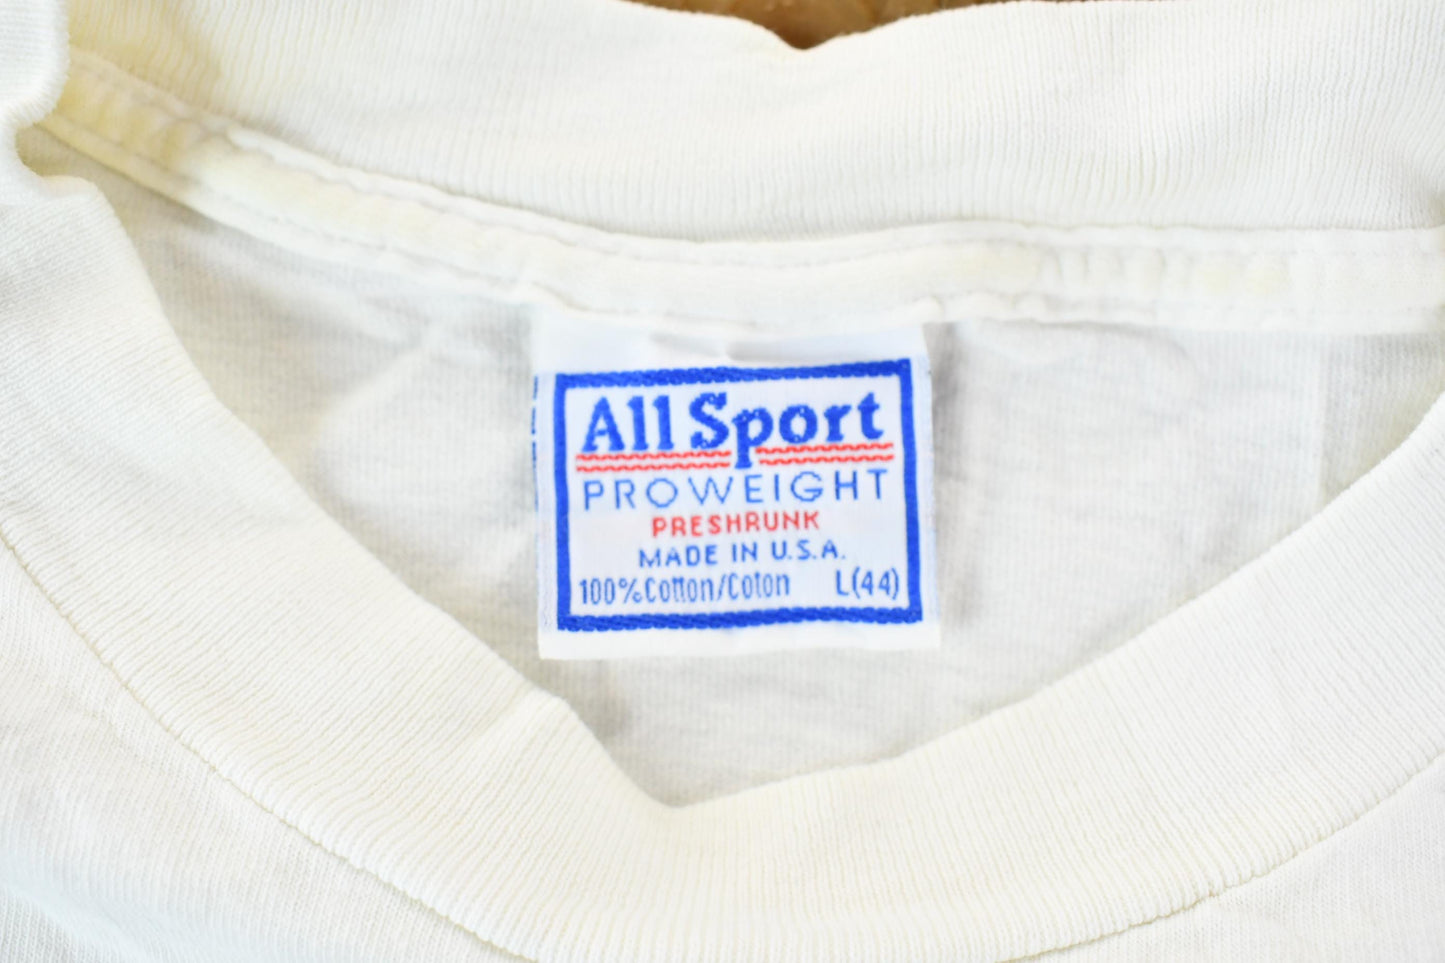 All Sport
PROWEIGHT
PRESHRUNK
MADE IN U.S.A.
100% Cotton/Coton L(44)